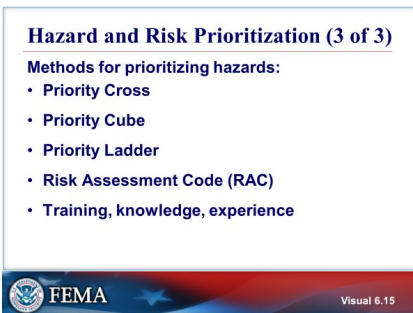 Hazard and Risk Prioritization (3 of 3)
Methods for prioritizing hazards:
• Priority Cross
• Priority Cube
• Priority Ladder
• Risk Assessment Code (RAC)
• Training, knowledge, experience
FEMA
Visual 6.15